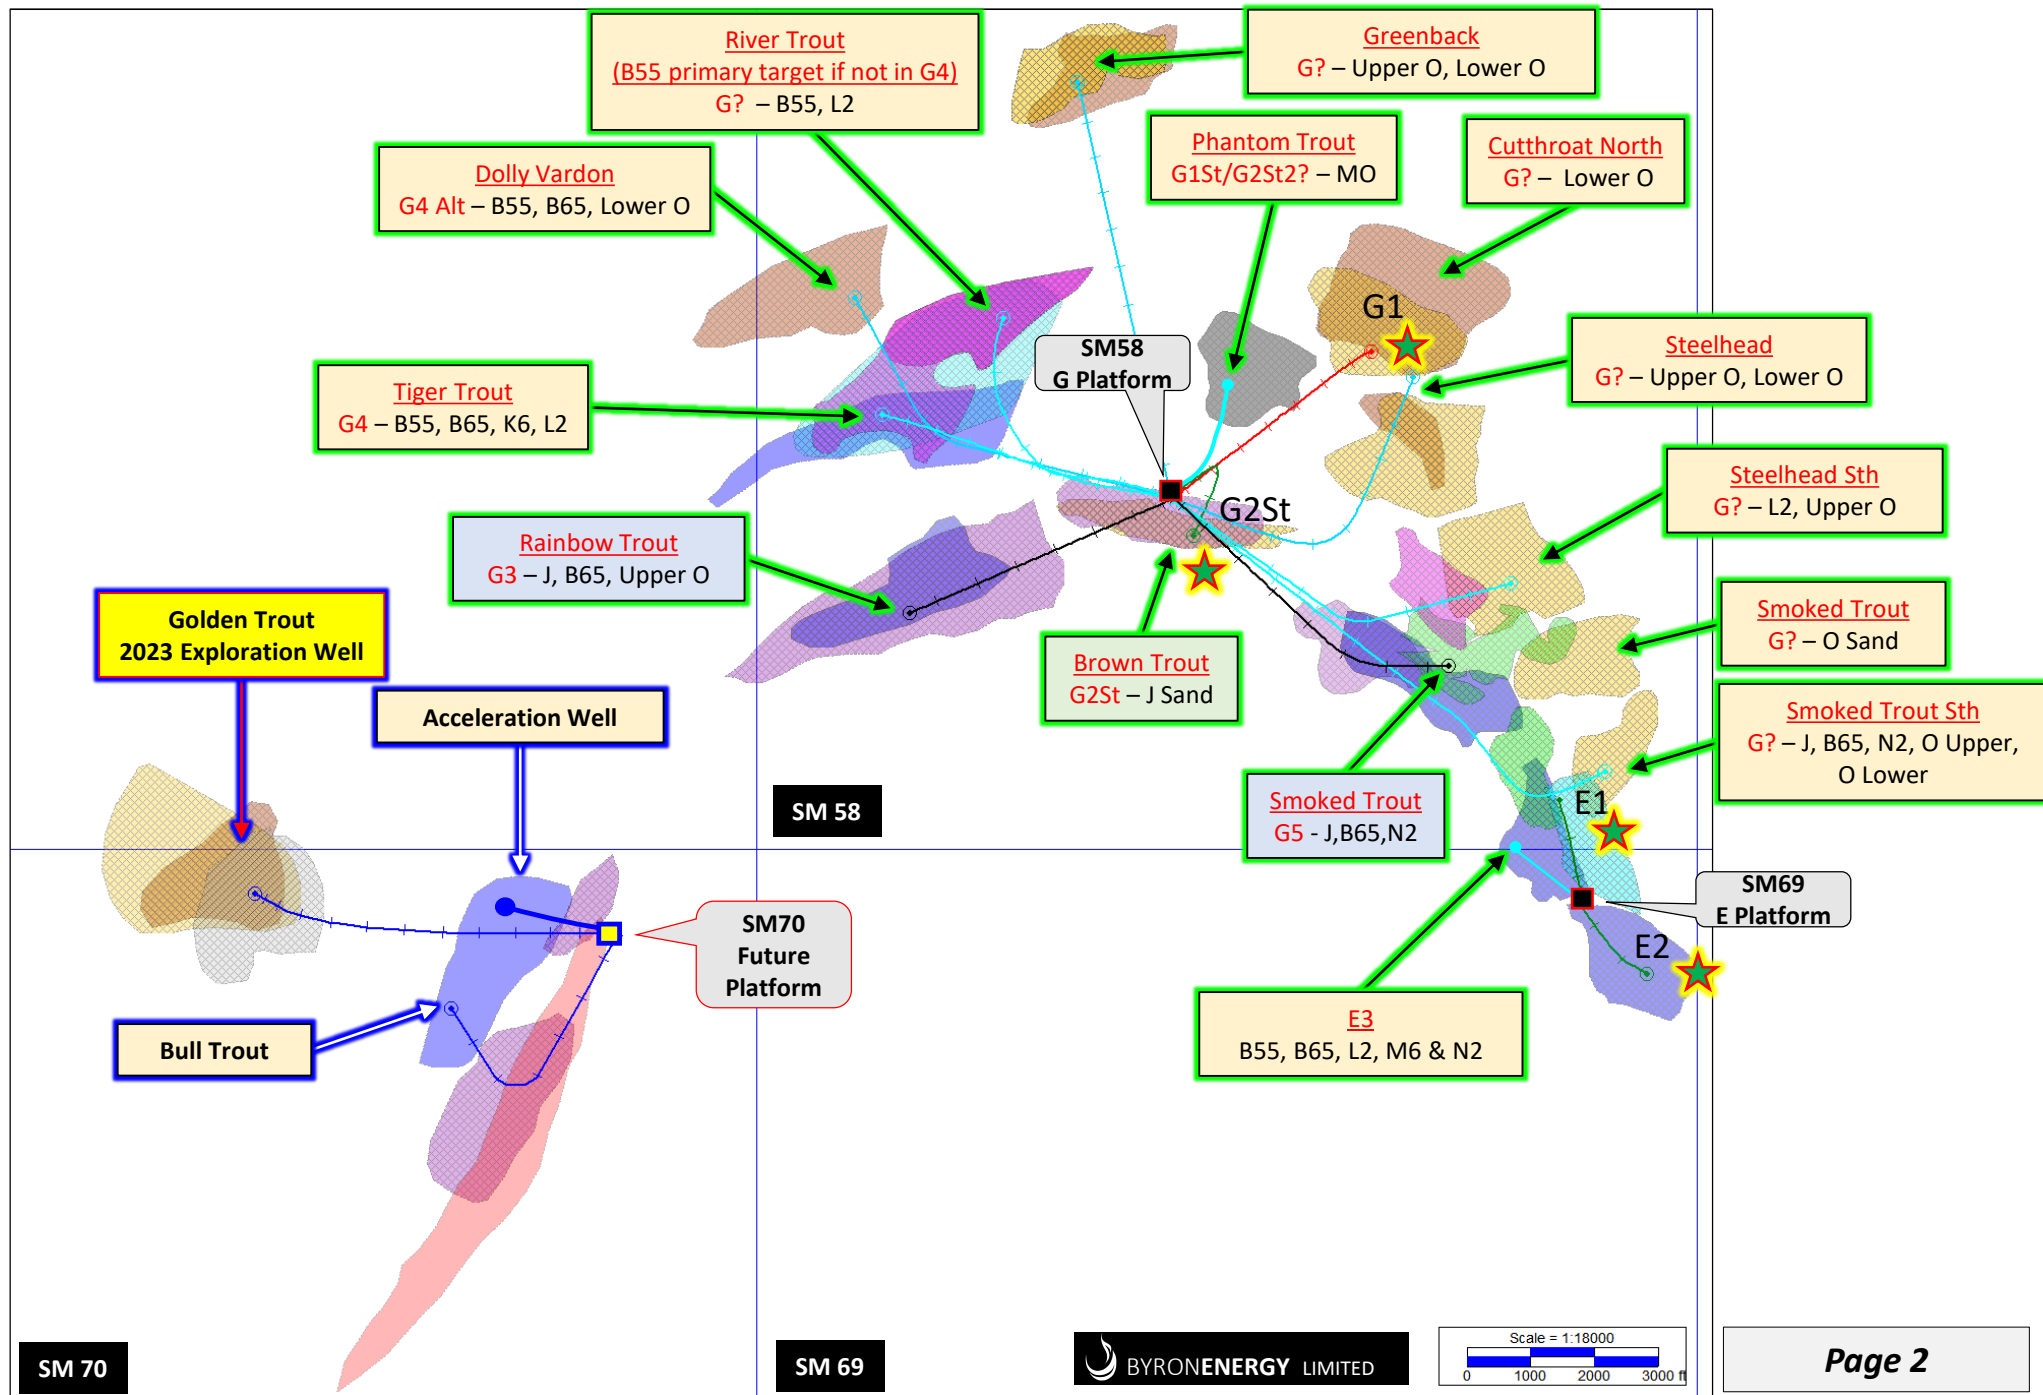 River Trout
(B55 primary target if not in G4)
G? – B55, L2
Greenback
G? – Upper O, Lower O
Phantom Trout
G1St/G2St2? – MO
Cutthroat North
G? – Lower O
Dolly Vardon
G4 Alt – B55, B65, Lower O
G1
SM58
G Platform
Steelhead
G? – Upper O, Lower O
Tiger Trout
G4 – B55, B65, K6, L2
Steelhead Sth
G? – L2, Upper O
G2St
Rainbow Trout
G3 – J, B65, Upper O
Golden Trout
2023 Exploration Well
Smoked Trout
G? – O Sand
Brown Trout
G2St – J Sand
Acceleration Well
Smoked Trout Sth
G? – J, B65, N2, O Upper,
O Lower
SM 58
Smoked Trout
G5 - J,B65,N2
E1
SM69
E Platform
SM70
Future
Platform
E2
E3
B55, B65, L2, M6 & N2
Bull Trout
SM 70
SM 69
BYRONENERGY LIMITED
Scale = 1:18000
0 1000 2000 3000 ft
Page 2